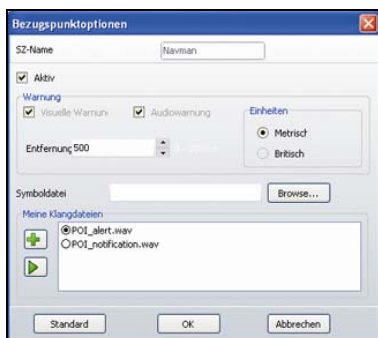 Bezugspunktoptionen
SZ-Name Navman
Aktiv
Warnung
Visuelle Warnun
Audiowarnung
Einheiten
Metrisch
Britisch
Entfernung 500
Symboldatei
Browse...
Meine Klangdateien
POI_alert.wav
POI_notification.wav
Standard
OK
Abbrechen